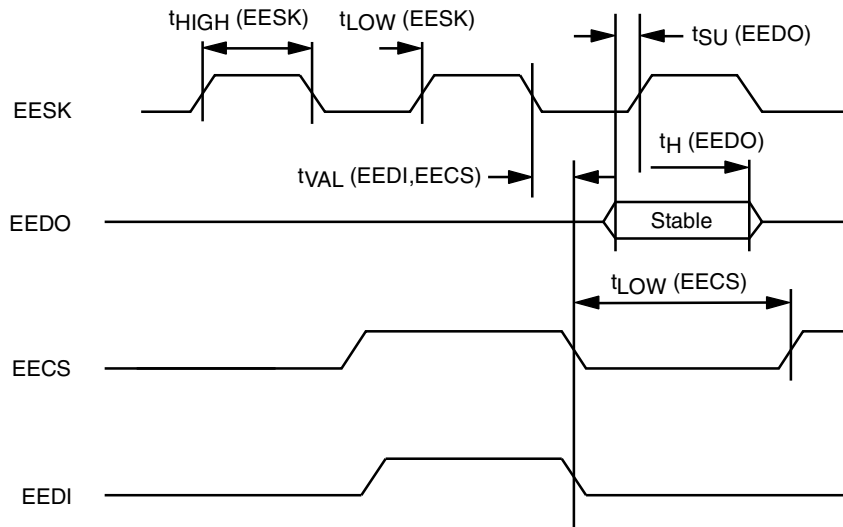 tHIGH (EESK)
tLOW (EESK)
tSU (EEDO)
EESK
tH (EEDO)
tVAL (EEDI,EECS)
EEDO
Stable
tLOW (EECS)
EECS
EEDI